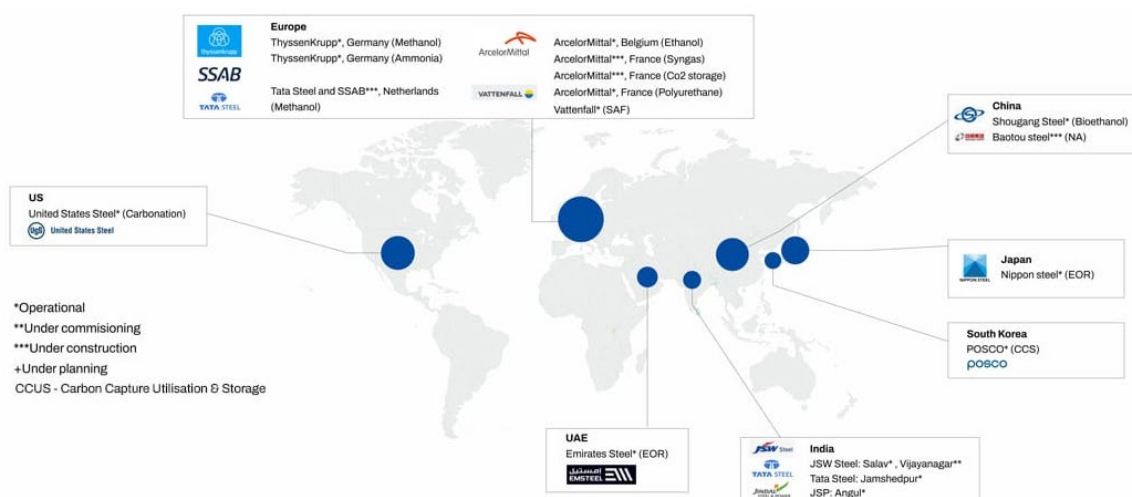 Europe
thyssenkrupp
ThyssenKrupp*, Germany (Methanol)
ThyssenKrupp*, Germany (Ammonia)
SSAB
TATA STEEL
Tata Steel and SSAB***, Netherlands
(Methanol)
ArcelorMittal
ArcelorMittal*, Belgium (Ethanol)
ArcelorMittal***, France (Syngas)
ArcelorMittal***, France (Co2 storage)
VATTENFALL
ArcelorMittal*, France (Polyurethane)
Vattenfall* (SAF)
China
Shougang Steel* (Bioethanol)
Baotou steel*** (NA)
US
United States Steel* (Carbonation)
United States Steel
Japan
Nippon steel* (EOR)
NIPPON STEEL
*Operational
**Under commisioning
***Under construction
+Under planning
CCUS - Carbon Capture Utilisation & Storage
South Korea
POSCO* (CCS)
posco
UAE
Emirates Steel* (EOR)
إمستيل
EMSTEEL
India
JSW Steel
JSW Steel: Salav* , Vijayanagar**
TATA STEEL
Tata Steel: Jamshedpur*
JINDAL
JSP: Angul*